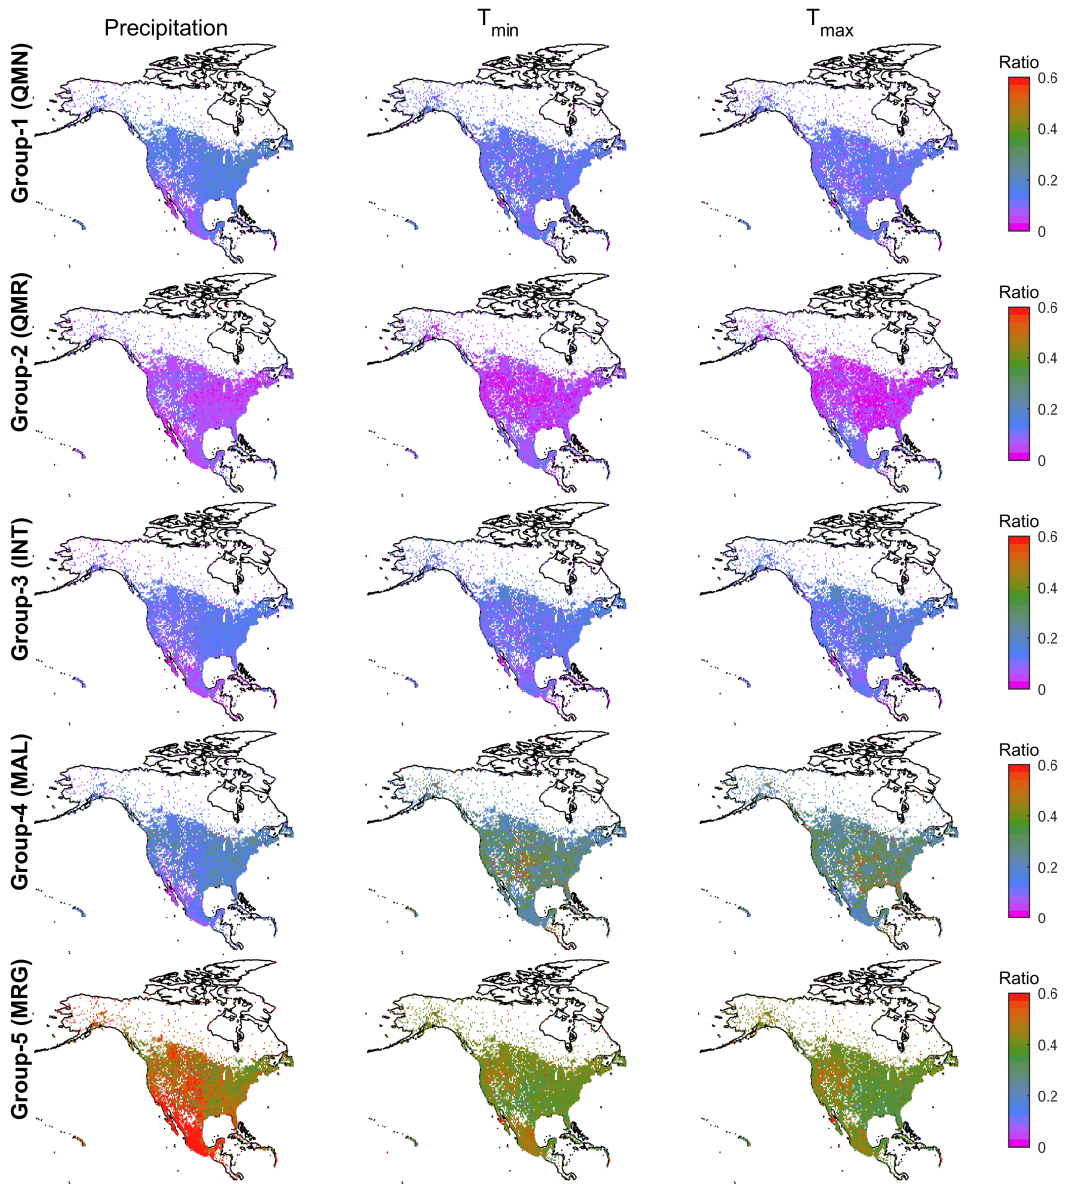 Precipitation
T min
T max
Group-1 (QMN)
Ratio
0.6
0.4
0.2
0
Group-2 (QMR)
Ratio
0.6
0.4
0.2
0
Group-3 (INT)
Ratio
0.6
0.4
0.2
0
Group-4 (MAL)
Ratio
0.6
0.4
0.2
0
Group-5 (MRG)
Ratio
0.6
0.4
0.2
0